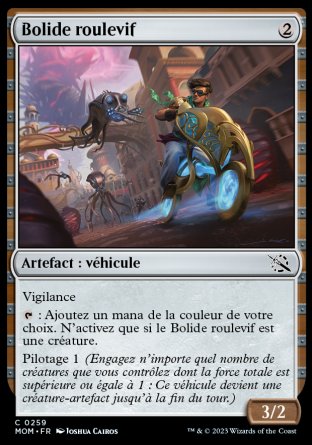 Bolide roulevif 2
Artefact : véhicule
Vigilance
: Ajoutez un mana de la couleur de votre
choix. N'activez que si le Bolide roulevif est
une créature.
Pilotage 1 (Engagez n'importe quel nombre de
créatures que vous contrôlez dont la force totale est
supérieure ou égale à 1 : Ce véhicule devient une
créature-artefact jusqu'à la fin du tour.)
3/2
C 0259
MOM • FR Joshua Cairos
™ & © 2023 Wizards of the Coast